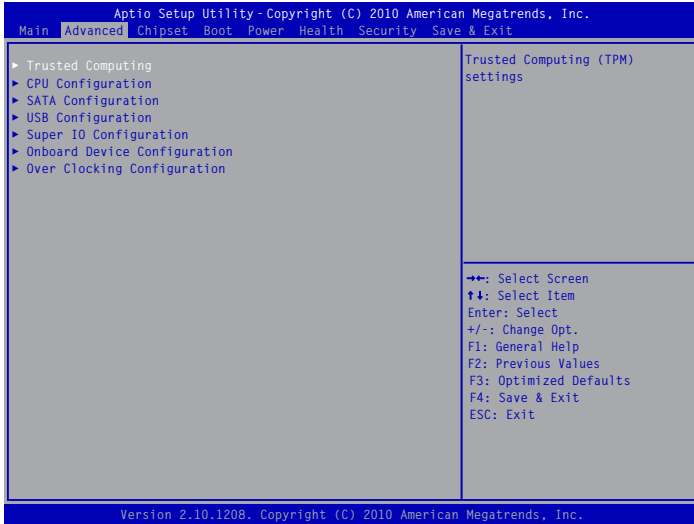 Aptio Setup Utility - Copyright (C) 2010 American Megatrends, Inc.
Main Advanced Chipset Boot Power Health Security Save & Exit
► Trusted Computing
► CPU Configuration
► SATA Configuration
► USB Configuration
► Super IO Configuration
► Onboard Device Configuration
► Over Clocking Configuration
Trusted Computing (TPM)
settings
→←: Select Screen
↑↓: Select Item
Enter: Select
+/-: Change Opt.
F1: General Help
F2: Previous Values
F3: Optimized Defaults
F4: Save & Exit
ESC: Exit
Version 2.10.1208. Copyright (C) 2010 American Megatrends, Inc.